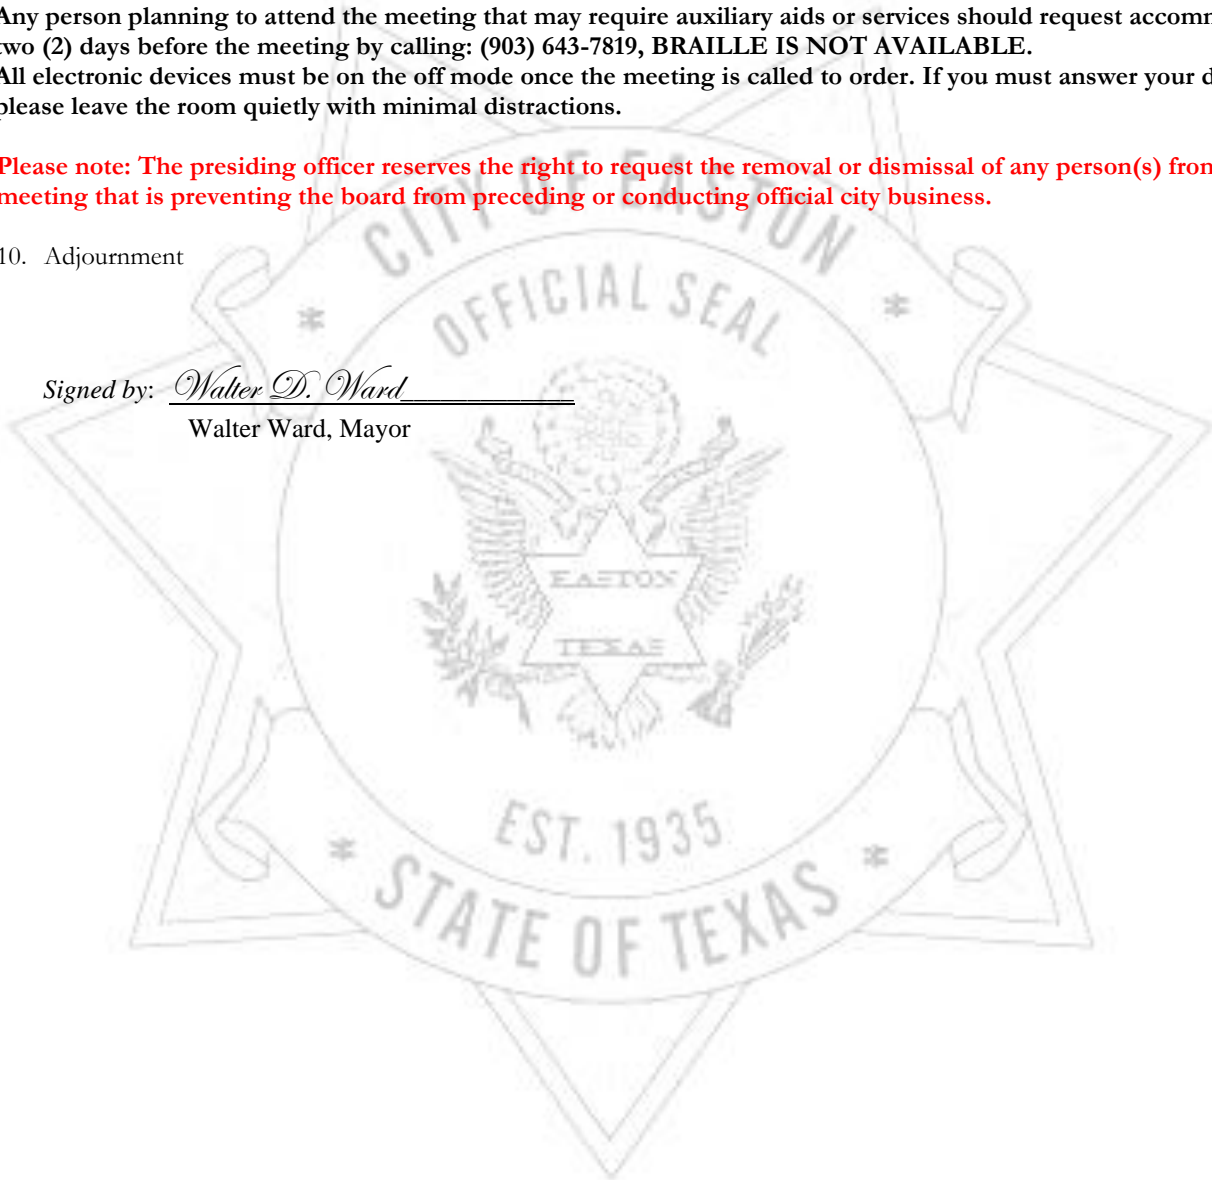 Any person planning to attend the meeting that may require auxiliary aids or services should request
two (2) days before the meeting by calling: (903) 643-7819, BRAILLE IS NOT AVAILABLE.
All electronic devices must be on the off mode once the meeting is called to order. If you must answer your
please leave the room quietly with minimal distractions.
Please note: The presiding officer reserves the right to request the removal or dismissal of any person(s) from
meeting that is preventing the board from preceding or conducting official city business.
10. Adjournment
Signed by: Walter D. Ward_____________
Walter Ward, Mayor
CITY OF EASTON
OFFICIAL SEAL
EASTON
TEXAS
EST. 1935
* STATE OF TEXAS *